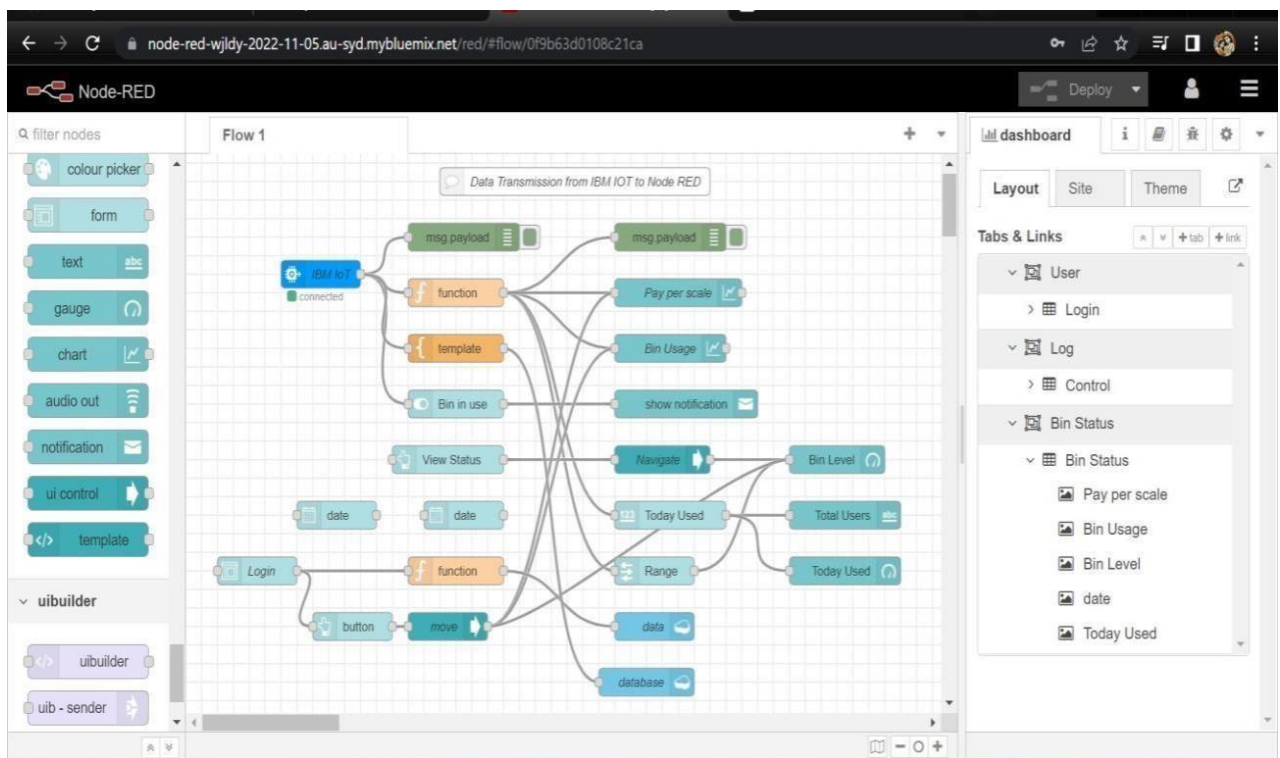 node-red-wjldy-2022-11-05.au-syd.mybluemix.net/red/#flow/0f9b63d0108c21ca
Node-RED
Deploy
filter nodes
colour picker
form
text
abc
gauge
chart
audio out
notification
ui control
template
uibuilder
uibuilder
uib - sender
Flow 1
Data Transmission from IBM IOT to Node RED
msg.payload
msg.payload
IBM IoT
connected
function
Pay per scale
template
Bin Usage
Bin in use
show notification
View Status
Navigate
Bin Level
date
date
123 Today Used
Total Users abc
Login
function
Range
Today Used
button
move
data
database
dashboard
i
Layout
Site
Theme
Tabs & Links
+ tab
+ link
User
Login
Log
Control
Bin Status
Bin Status
Pay per scale
Bin Usage
Bin Level
date
Today Used